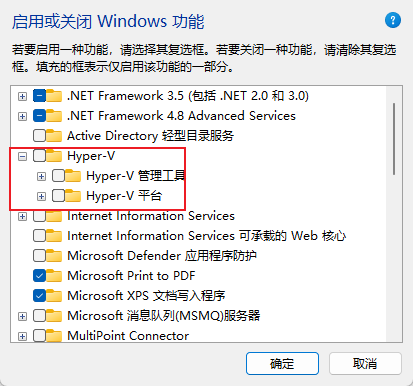 启用或关闭 Windows 功能
若要启用一种功能，请选择其复选框。若要关闭一种功能，请清除其复选
框。填充的框表示仅启用该功能的一部分。
.NET Framework 3.5 (包括 .NET 2.0 和 3.0)
.NET Framework 4.8 Advanced Services
Active Directory 轻型目录服务
Hyper-V
Hyper-V 管理工具
Hyper-V 平台
Internet Information Services
Internet Information Services 可承载的 Web 核心
Microsoft Defender 应用程序防护
Microsoft Print to PDF
Microsoft XPS 文档写入程序
Microsoft 消息队列(MSMQ)服务器
MultiPoint Connector
确定
取消